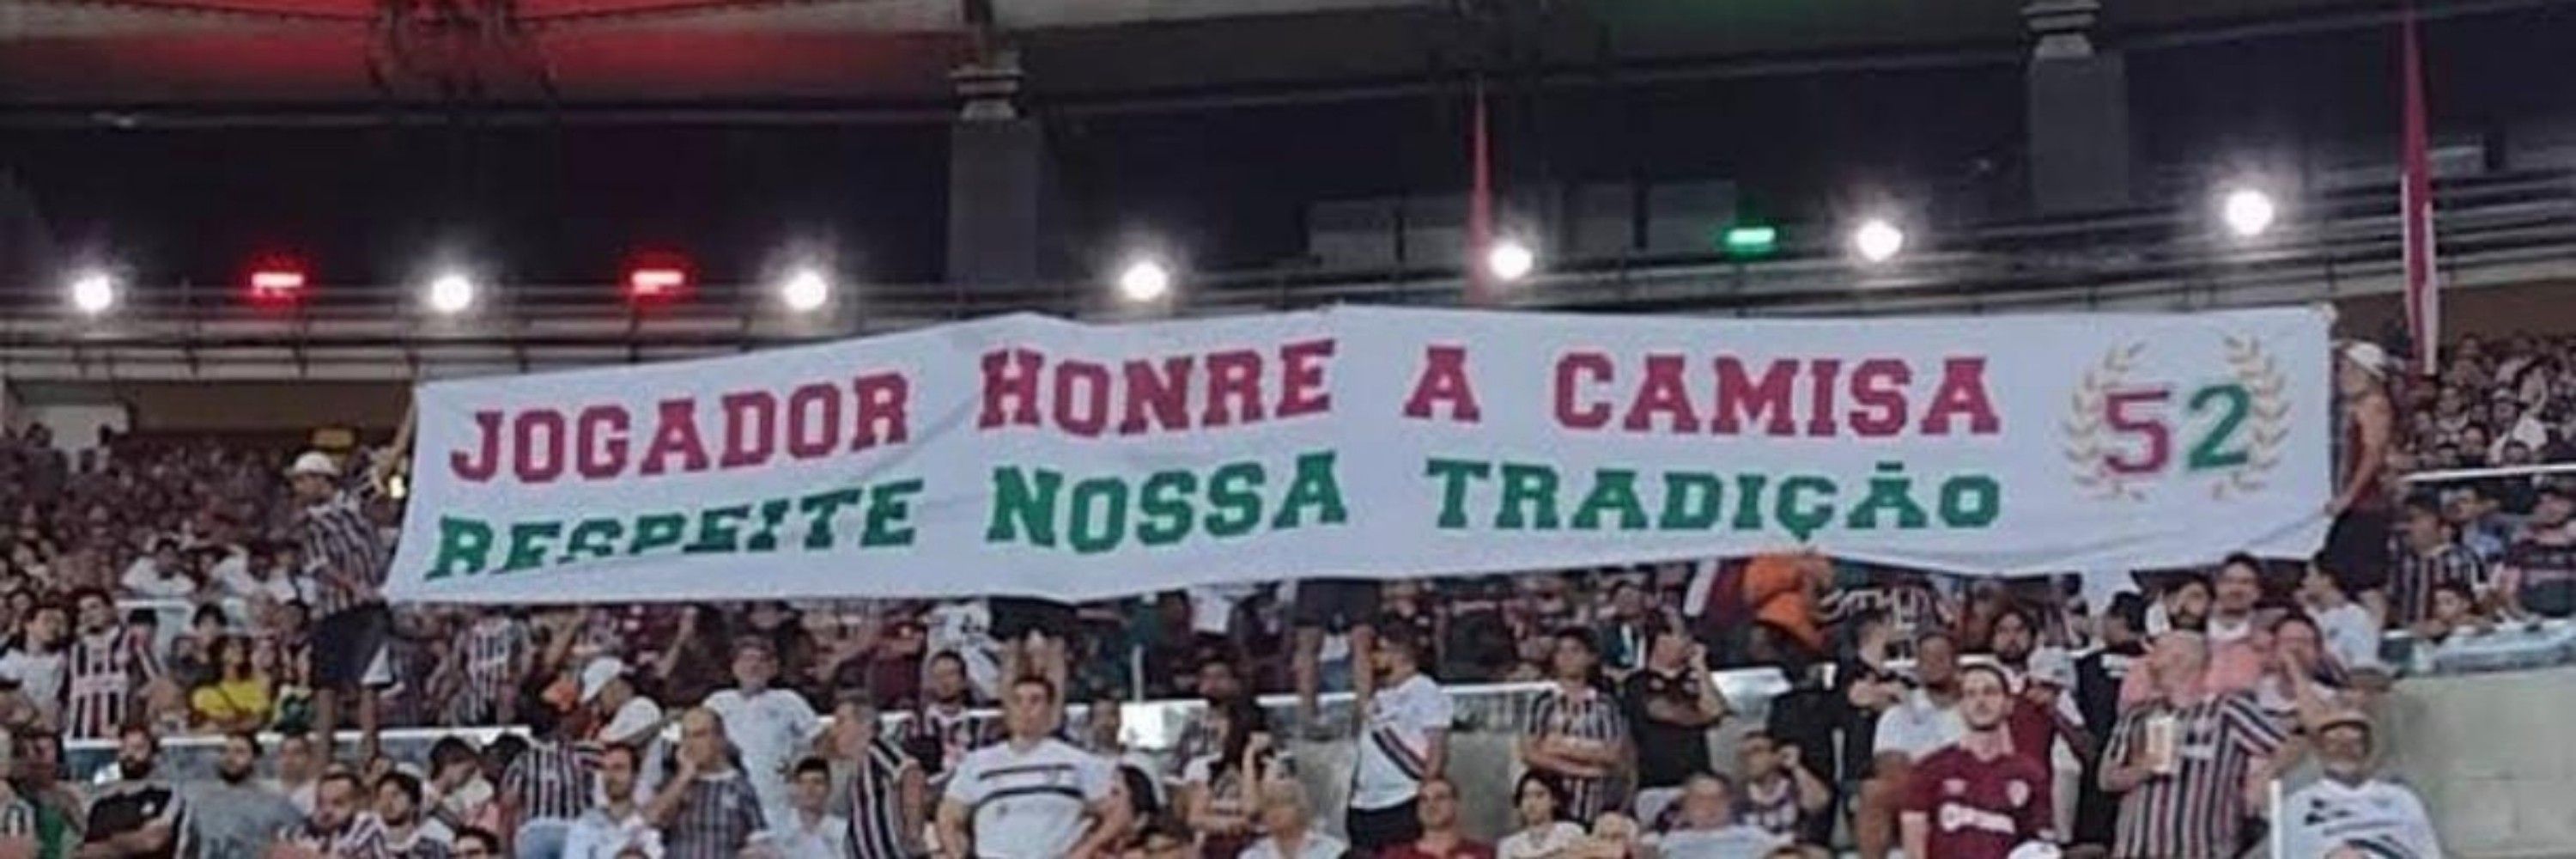 JOGADOR HONRE A CAMISA
RESPEITE NOSSA TRADIÇÃO
52